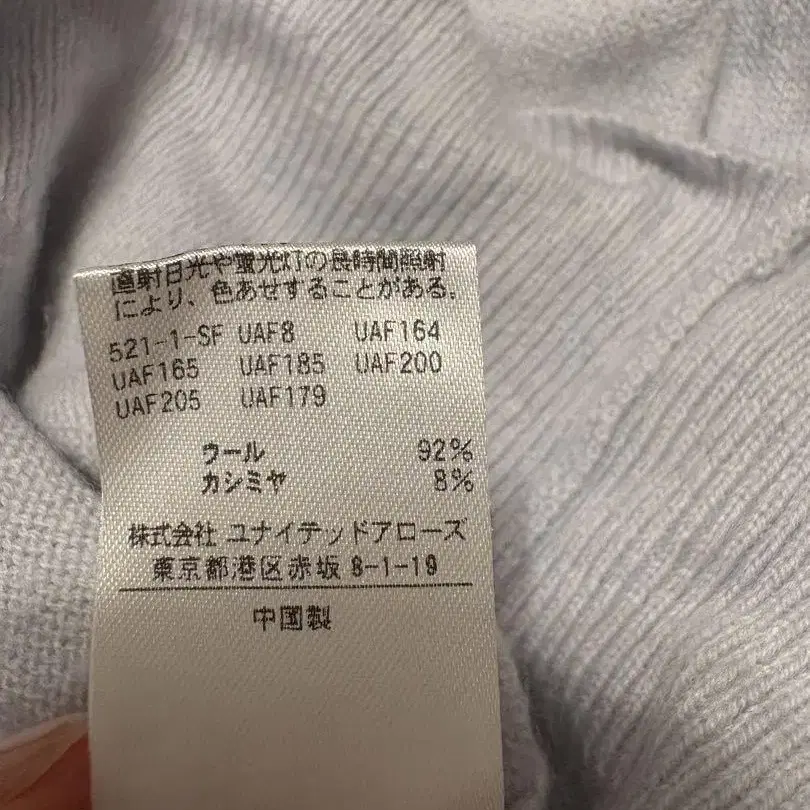 直射日光や蛍光灯の長時間照射
により、色あせすることがある。
521-1-SF UAF8 UAF164
UAF165 UAF185 UAF200
UAF205 UAF179
ウール 92%
カシミヤ 8%
株式会社 ユナイテッドアローズ
東京都港区赤坂 8-1-19
中国製